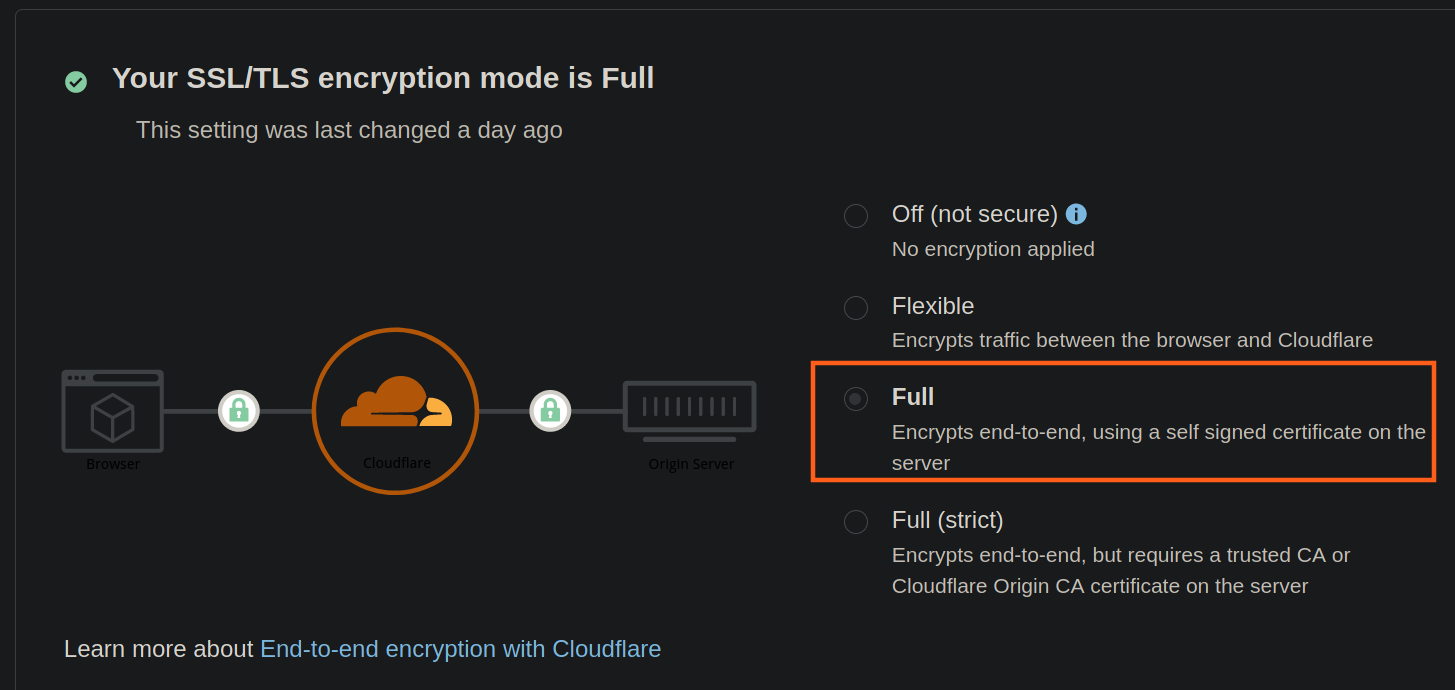 Your SSL/TLS encryption mode is Full
This setting was last changed a day ago
Off (not secure)
No encryption applied
Flexible
Encrypts traffic between the browser and Cloudflare
Full
Encrypts end-to-end, using a self signed certificate on the
server
Full (strict)
Encrypts end-to-end, but requires a trusted CA or
Cloudflare Origin CA certificate on the server
Browser
Cloudflare
Origin Server
Learn more about End-to-end encryption with Cloudflare